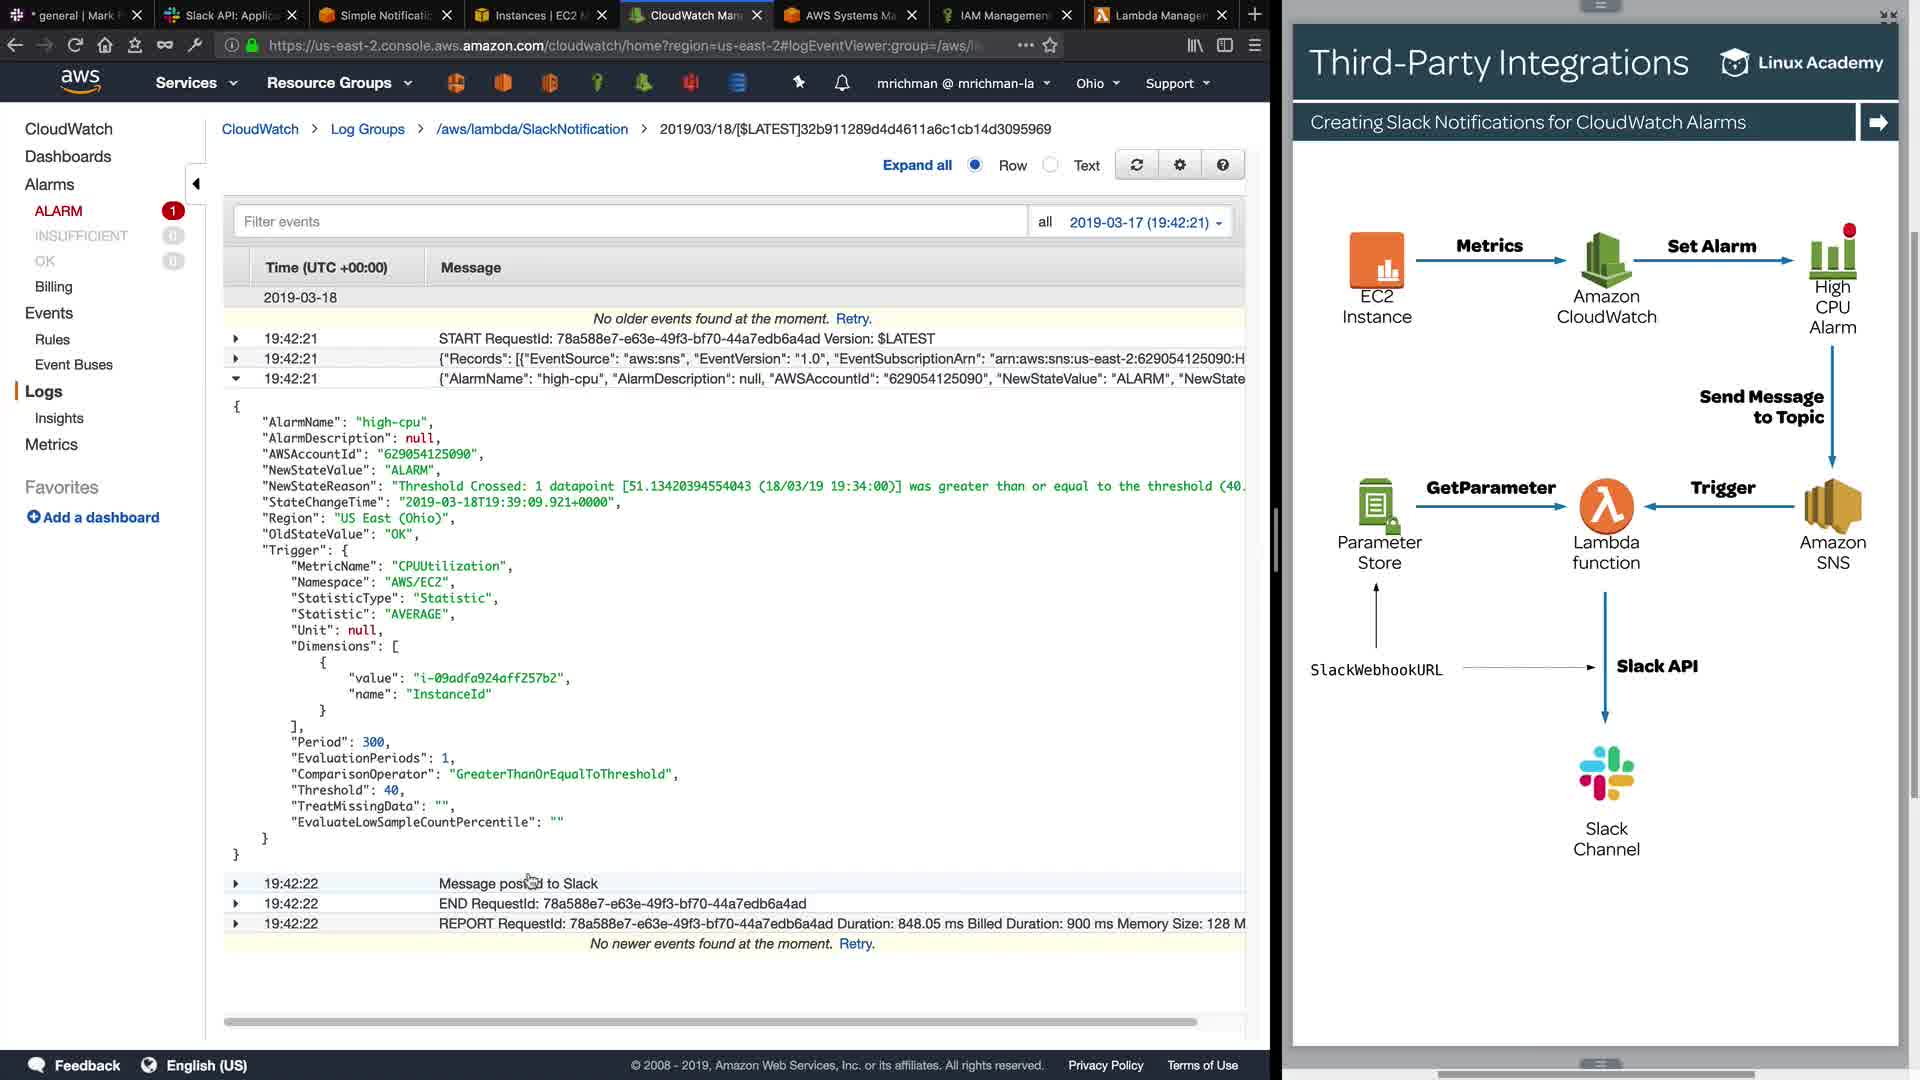 * general | Mark
Slack API: Applic
Simple Notificatio
Instances | EC2 M
CloudWatch Man
AWS Systems Ma
IAM Management
Lambda Manager
https://us-east-2.console.aws.amazon.com/cloudwatch/home?region=us-east-2#logEventViewer:group=/aws/l
aws
Services
Resource Groups
mrichman @ mrichman-la
Ohio
Support
CloudWatch
Dashboards
Alarms
ALARM 1
INSUFFICIENT 0
OK 0
Billing
Events
Rules
Event Buses
Logs
Insights
Metrics
Favorites
Add a dashboard
CloudWatch > Log Groups > /aws/lambda/SlackNotification > 2019/03/18/[$LATEST]32b911289d4d4611a6c1cb14d3095969
Expand all Row Text
Filter events
all 2019-03-17 (19:42:21)
Time (UTC +00:00) Message
2019-03-18
No older events found at the moment. Retry.
19:42:21 START RequestId: 78a588e7-e63e-49f3-bf70-44a7edb6a4ad Version: $LATEST
19:42:21 {"Records": [{"EventSource": "aws:sns", "EventVersion": "1.0", "EventSubscriptionArn": "arn:aws:sns:us-east-2:629054125090:H
19:42:21 {"AlarmName": "high-cpu", "AlarmDescription": null, "AWSAccountId": "629054125090", "NewStateValue": "ALARM", "NewState
{
"AlarmName": "high-cpu",
"AlarmDescription": null,
"AWSAccountId": "629054125090",
"NewStateValue": "ALARM",
"NewStateReason": "Threshold Crossed: 1 datapoint [51.13420394554043 (18/03/19 19:34:00)] was greater than or equal to the threshold (40.
"StateChangeTime": "2019-03-18T19:39:09.921+0000",
"Region": "US East (Ohio)",
"OldStateValue": "OK",
"Trigger": {
"MetricName": "CPUUtilization",
"Namespace": "AWS/EC2",
"StatisticType": "Statistic",
"Statistic": "AVERAGE",
"Unit": null,
"Dimensions": [
{
"value": "i-09adfa924aff257b2",
"name": "InstanceId"
}
],
"Period": 300,
"EvaluationPeriods": 1,
"ComparisonOperator": "GreaterThanOrEqualToThreshold",
"Threshold": 40,
"TreatMissingData": "",
"EvaluateLowSampleCountPercentile": ""
}
}
19:42:22 Message posted to Slack
19:42:22 END RequestId: 78a588e7-e63e-49f3-bf70-44a7edb6a4ad
19:42:22 REPORT RequestId: 78a588e7-e63e-49f3-bf70-44a7edb6a4ad Duration: 848.05 ms Billed Duration: 900 ms Memory Size: 128 M
No newer events found at the moment. Retry.
Feedback
English (US)
© 2008 - 2019, Amazon Web Services, Inc. or its affiliates. All rights reserved.
Privacy Policy
Terms of Use
Third-Party Integrations
Linux Academy
Creating Slack Notifications for CloudWatch Alarms
Metrics
Set Alarm
EC2
Instance
Amazon
CloudWatch
High
CPU
Alarm
Send Message
to Topic
GetParameter
Trigger
Parameter
Store
Lambda
function
Amazon
SNS
SlackWebhookURL
Slack API
Slack
Channel